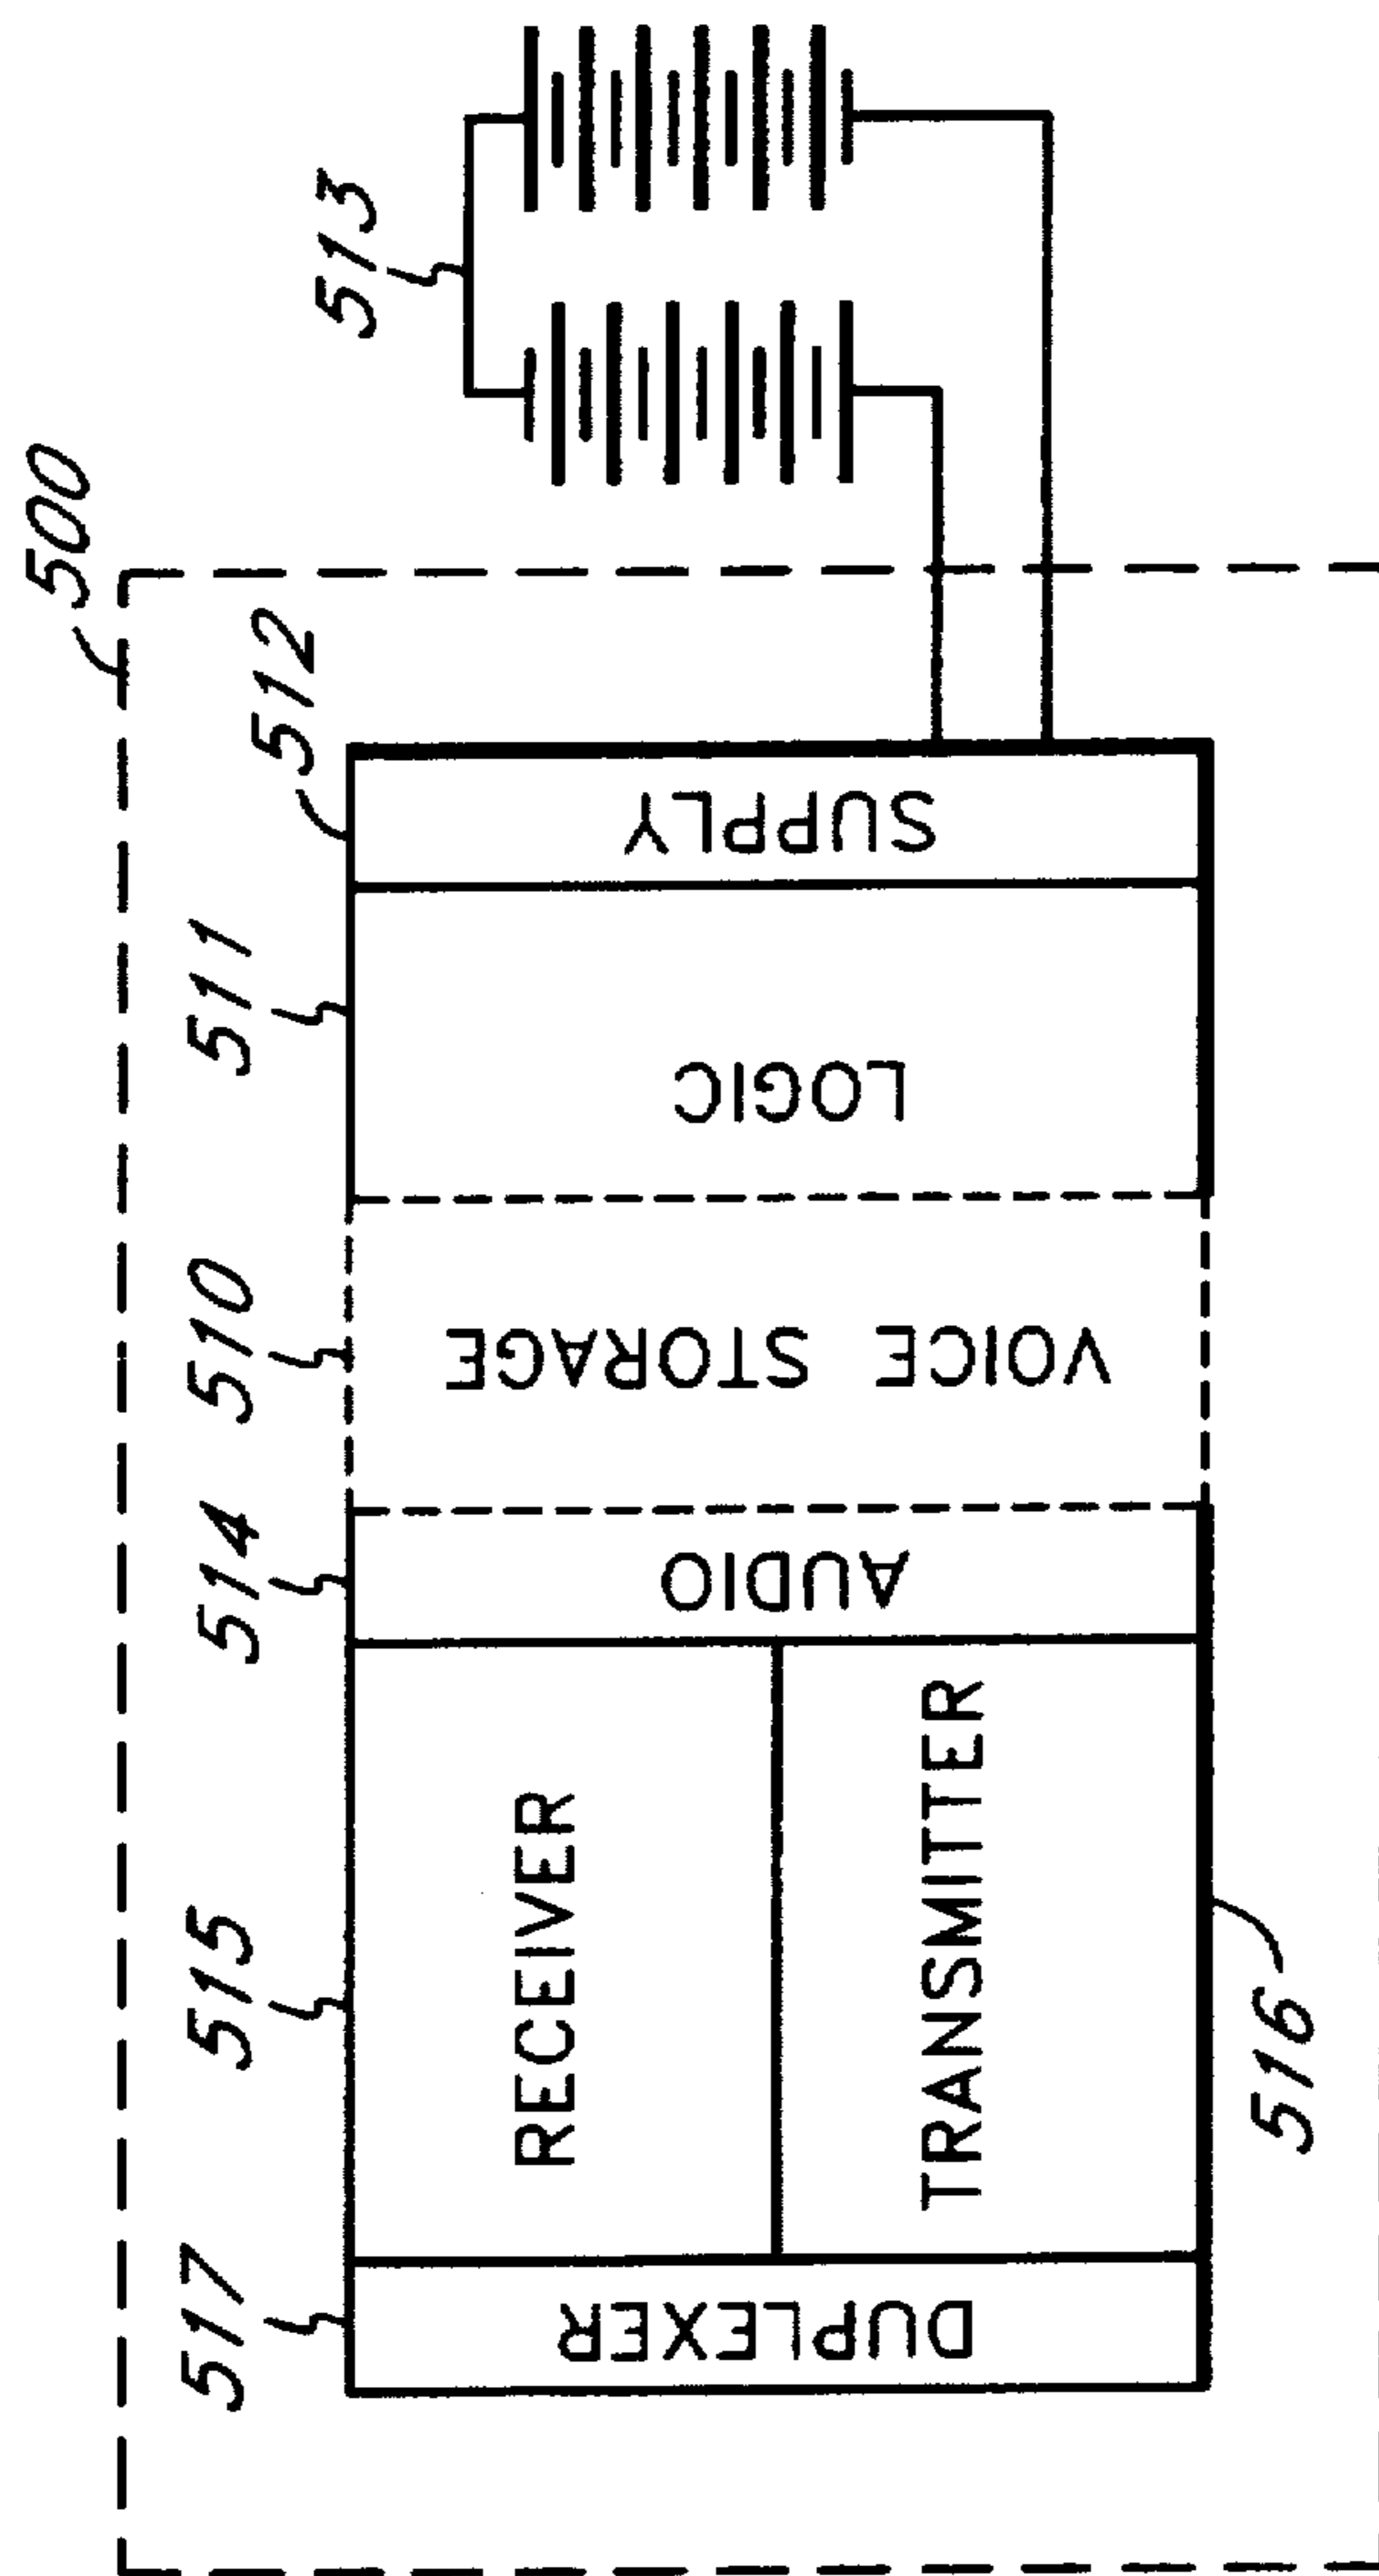 500
513
512
SUPPLY
511
LOGIC
510
VOICE STORAGE
514
AUDIO
515
RECEIVER
TRANSMITTER
516
517
DUPLEXER